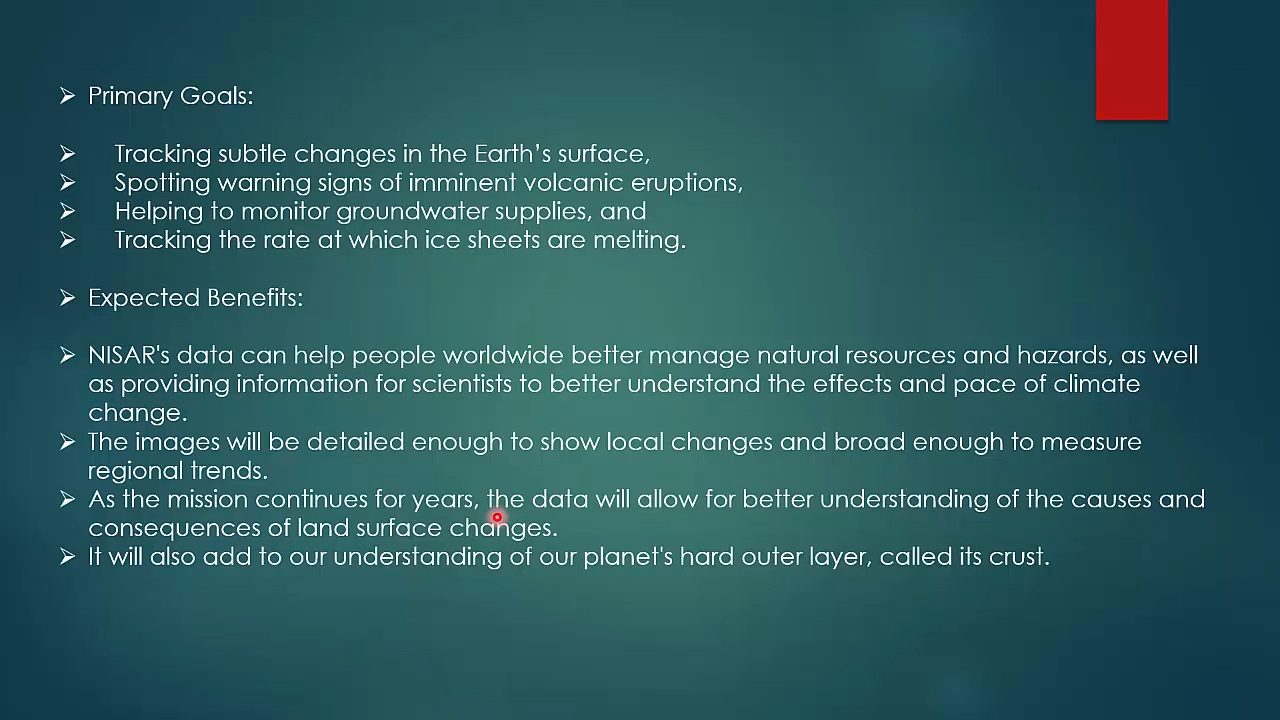 Primary Goals:
Tracking subtle changes in the Earth’s surface,
Spotting warning signs of imminent volcanic eruptions,
Helping to monitor groundwater supplies, and
Tracking the rate at which ice sheets are melting.
Expected Benefits:
NISAR's data can help people worldwide better manage natural resources and hazards, as well
as providing information for scientists to better understand the effects and pace of climate
change.
The images will be detailed enough to show local changes and broad enough to measure
regional trends.
As the mission continues for years, the data will allow for better understanding of the causes and
consequences of land surface changes.
It will also add to our understanding of our planet's hard outer layer, called its crust.